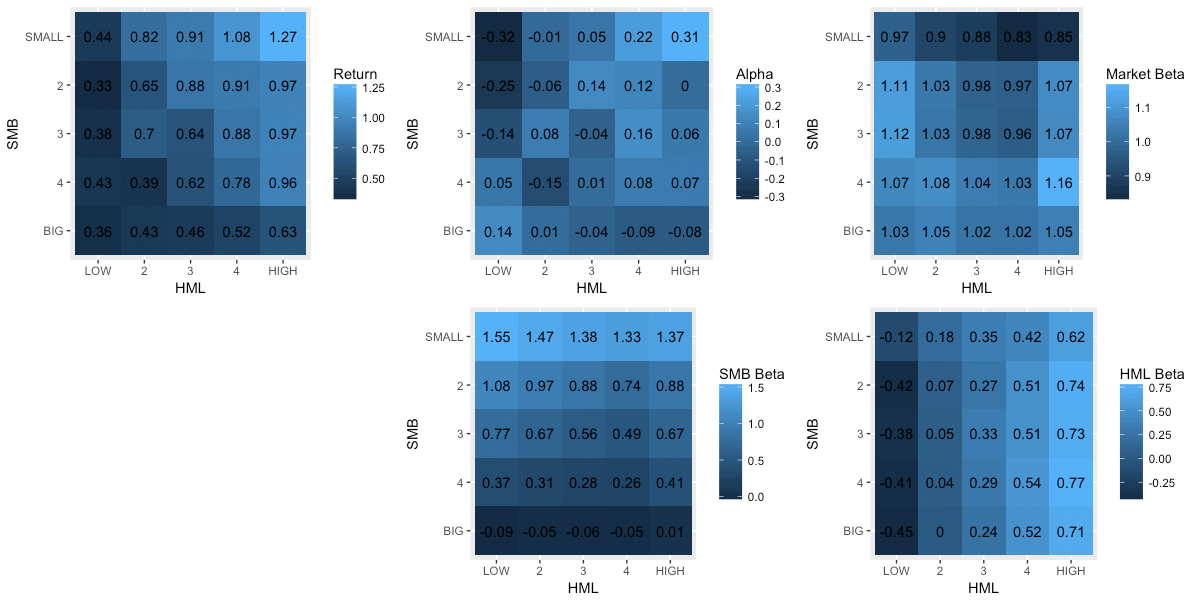 SMALL 0.44 0.82 0.91 1.08 1.27
2 0.33 0.65 0.88 0.91 0.97
3 0.38 0.7 0.64 0.88 0.97
4 0.43 0.39 0.62 0.78 0.96
BIG 0.36 0.43 0.46 0.52 0.63
LOW 2 3 4 HIGH
HML
SMB
Return
1.25
1.00
0.75
0.50
SMALL -0.32 -0.01 0.05 0.22 0.31
2 -0.25 -0.06 0.14 0.12 0
3 -0.14 0.08 -0.04 0.16 0.06
4 0.05 -0.15 0.01 0.08 0.07
BIG 0.14 0.01 -0.04 -0.09 -0.08
LOW 2 3 4 HIGH
HML
SMB
Alpha
0.3
0.2
0.1
0.0
-0.1
-0.2
-0.3
SMALL 0.97 0.9 0.88 0.83 0.85
2 1.11 1.03 0.98 0.97 1.07
3 1.12 1.03 0.98 0.96 1.07
4 1.07 1.08 1.04 1.03 1.16
BIG 1.03 1.05 1.02 1.02 1.05
LOW 2 3 4 HIGH
HML
SMB
Market Beta
1.1
1.0
0.9
SMALL 1.55 1.47 1.38 1.33 1.37
2 1.08 0.97 0.88 0.74 0.88
3 0.77 0.67 0.56 0.49 0.67
4 0.37 0.31 0.28 0.26 0.41
BIG -0.09 -0.05 -0.06 -0.05 0.01
LOW 2 3 4 HIGH
HML
SMB
SMB Beta
1.5
1.0
0.5
0.0
SMALL -0.12 0.18 0.35 0.42 0.62
2 -0.42 0.07 0.27 0.51 0.74
3 -0.38 0.05 0.33 0.51 0.73
4 -0.41 0.04 0.29 0.54 0.77
BIG -0.45 0 0.24 0.52 0.71
LOW 2 3 4 HIGH
HML
SMB
HML Beta
0.75
0.50
0.25
0.00
-0.25